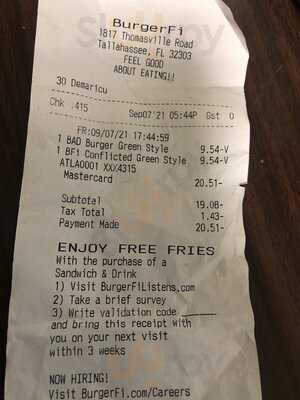 BurgerFi
1817 Thomasville Road
Tallahassee, FL 32303
FEEL GOOD
ABOUT EATING!!
30 Demaricu
Chk 415 Sep07'21 05:44P Gst 0
FR:09/07/21 17:44:59
1 BAD Burger Green Style 9.54-V
1 BFi Conflicted Green Style 9.54-V
ATLA0001 XXX4315
Mastercard 20.51-
Subtotal 19.08-
Tax Total 1.43-
Payment Made 20.51-
ENJOY FREE FRIES
With the purchase of a
Sandwich & Drink
1) Visit BurgerFiListens.com
2) Take a brief survey
3) Write validation code ______
and bring this receipt with
you on your next visit
within 3 weeks
NOW HIRING!
Visit BurgerFi.com/Careers